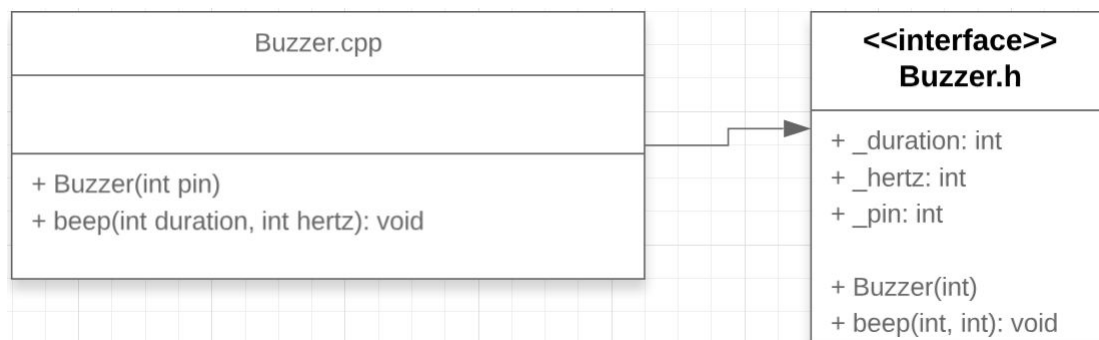 Buzzer.cpp
+ Buzzer(int pin)
+ beep(int duration, int hertz): void
<<interface>>
Buzzer.h
+ _duration: int
+ _hertz: int
+ _pin: int
+ Buzzer(int)
+ beep(int, int): void